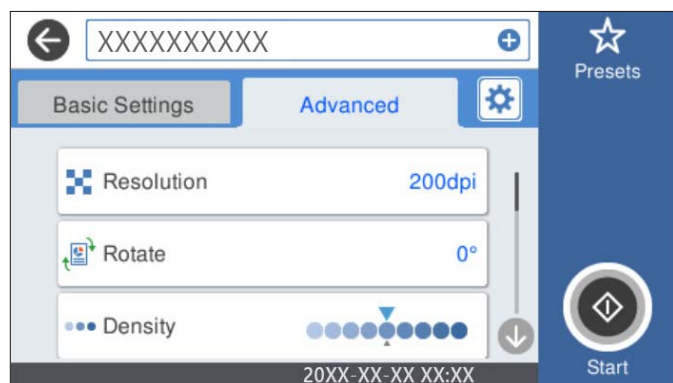 XXXXXXXXXX
Presets
Basic Settings
Advanced
Resolution 200dpi
Rotate 0°
Density
20XX-XX-XX XX:XX
Start